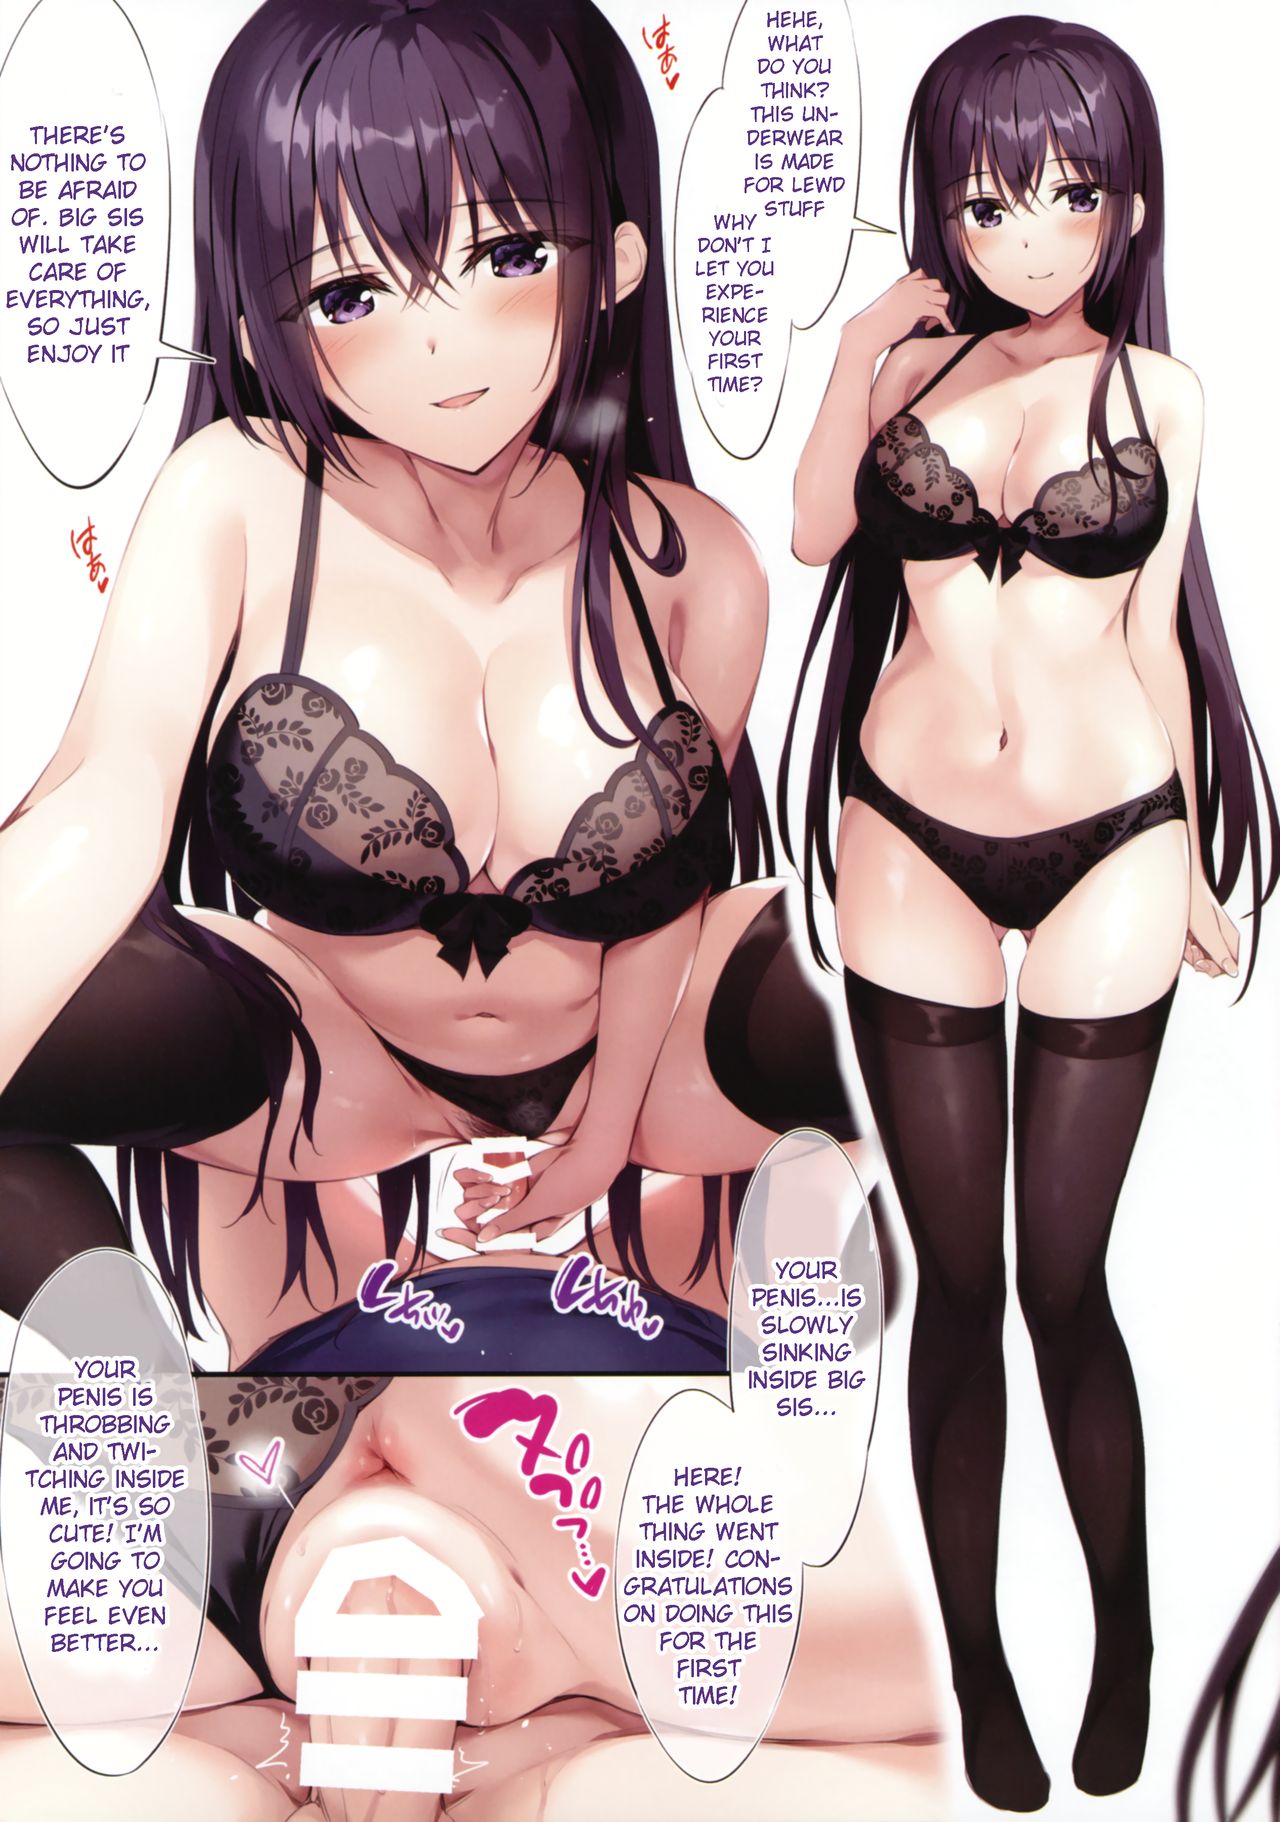 HEHE,
WHAT
DO YOU
THINK?
THIS UN-
DERWEAR
IS MADE
FOR LEWD
STUFF
WHY
DON'T I
LET YOU
EXPE-
RIENCE
YOUR
FIRST
TIME?
はぁ♥
THERE'S
NOTHING TO
BE AFRAID
OF. BIG SIS
WILL TAKE
CARE OF
EVERYTHING,
SO JUST
ENJOY IT
はぁ♥
YOUR
PENIS...IS
SLOWLY
SINKING
INSIDE BIG
SIS...
HERE!
THE WHOLE
THING WENT
INSIDE! CON-
GRATULATIONS
ON DOING THIS
FOR THE
FIRST
TIME!
YOUR
PENIS IS
THROBBING
AND TWI-
TCHING INSIDE
ME, IT'S SO
CUTE! I'M
GOING TO
MAKE YOU
FEEL EVEN
BETTER...